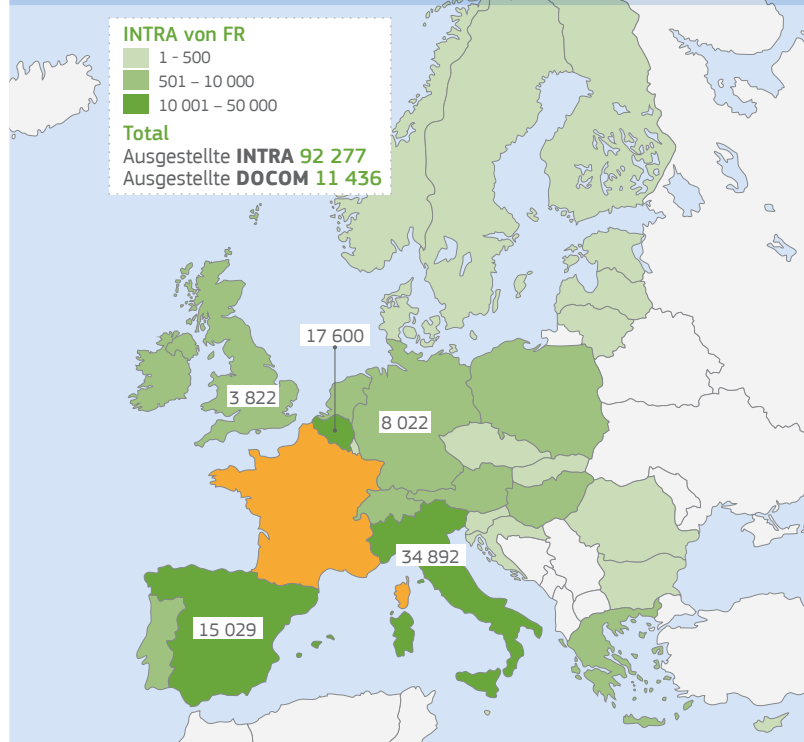 INTRA von FR
1 - 500
501 – 10 000
10 001 – 50 000
Total
Ausgestellte INTRA 92 277
Ausgestellte DOCOM 11 436
17 600
3 822
8 022
34 892
15 029